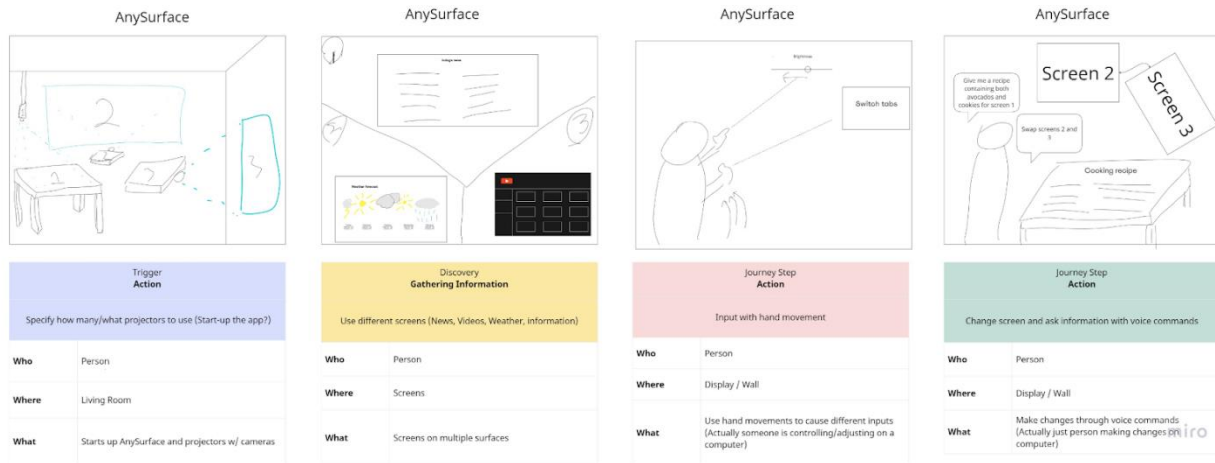 AnySurface
2
1
3
Trigger
Action
Specify how many/what projectors to use (Start-up the app?)
Who Person
Where Living Room
What Starts up AnySurface and projectors w/ cameras
AnySurface
1
2
3
Weather forecast
Discovery
Gathering Information
Use different screens (News, Videos, Weather, information)
Who Person
Where Screens
What Screens on multiple surfaces
AnySurface
Brightness
Switch tabs
Journey Step
Action
Input with hand movement
Who Person
Where Display / Wall
What Use hand movements to cause different inputs
(Actually someone is controlling/adjusting on a
computer)
AnySurface
Give me a recipe
containing both
avocados and
cookies for screen 1
Swap screens 2 and
3
Screen 2
Screen 3
Cooking recipe
Journey Step
Action
Change screen and ask information with voice commands
Who Person
Where Display / Wall
What Make changes through voice commands
(Actually just person making changes on
computer)
miro